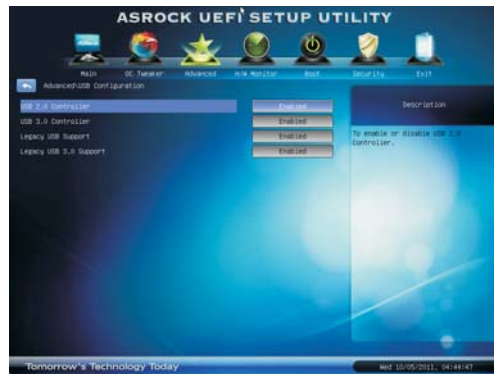 ASROCK UEFI SETUP UTILITY
Main OC Tweaker Advanced H/W Monitor Boot Security Exit
Advanced\USB Configuration
USB 2.0 Controller Enabled
USB 3.0 Controller Enabled
Legacy USB Support Enabled
Legacy USB 3.0 Support Enabled
Description
To enable or disable USB 2.0
Controller.
Tomorrow's Technology Today
Wed 10/05/2011, 04:44:47